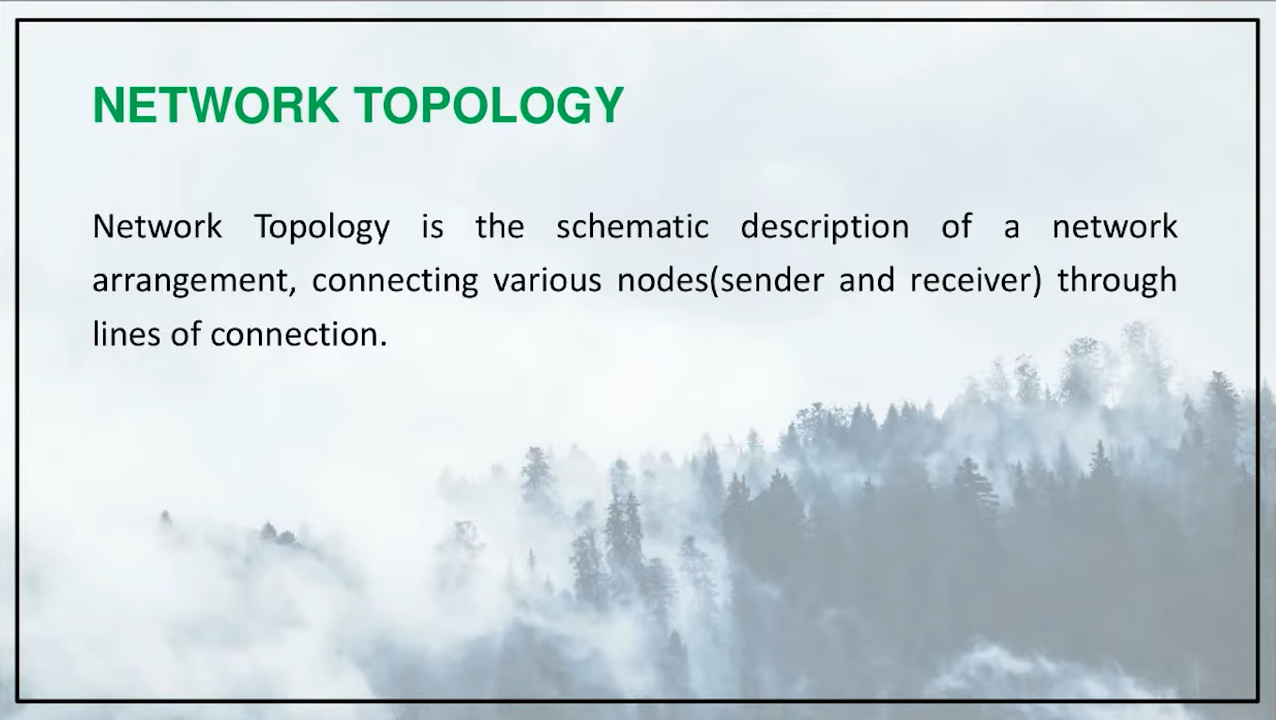 NETWORK TOPOLOGY
Network Topology is the schematic description of a network
arrangement, connecting various nodes(sender and receiver) through
lines of connection.